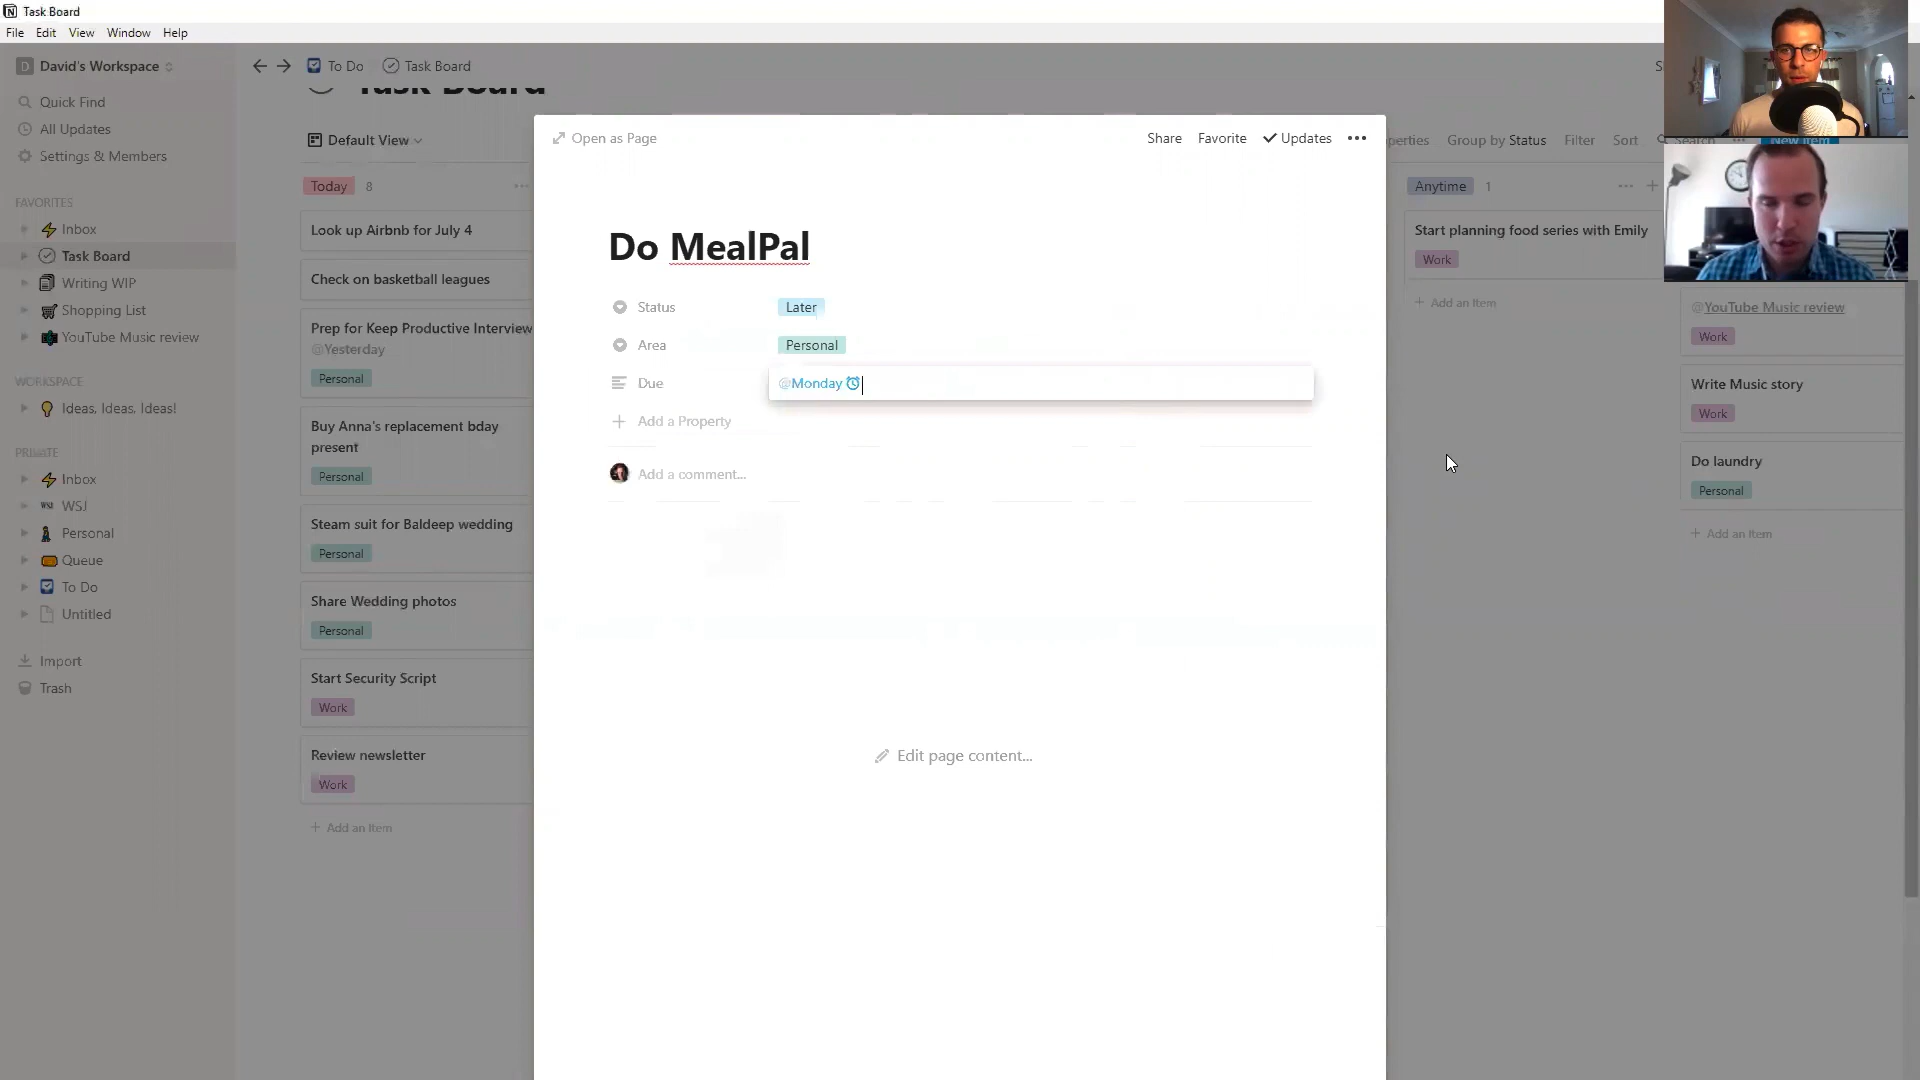 Task Board
File Edit View Window Help
David's Workspace
Quick Find
All Updates
Settings & Members
FAVORITES
Inbox
Task Board
Writing WIP
Shopping List
YouTube Music review
WORKSPACE
Ideas, Ideas, Ideas!
PRIVATE
Inbox
WSJ
Personal
Queue
To Do
Untitled
Import
Trash
To Do Task Board
Task Board
Default View
Group by Status Filter Sort Search
New Item
Today 8
Look up Airbnb for July 4
Check on basketball leagues
Prep for Keep Productive Interview
@Yesterday
Personal
Buy Anna's replacement bday
present
Personal
Steam suit for Baldeep wedding
Personal
Share Wedding photos
Personal
Start Security Script
Work
Review newsletter
Work
+ Add an Item
Open as Page
Share Favorite Updates
Do MealPal
Status Later
Area Personal
Due @Monday
Add a Property
Add a comment...
Edit page content...
Anytime 1
Start planning food series with Emily
Work
+ Add an Item
@YouTube Music review
Work
Write Music story
Work
Do laundry
Personal
+ Add an Item